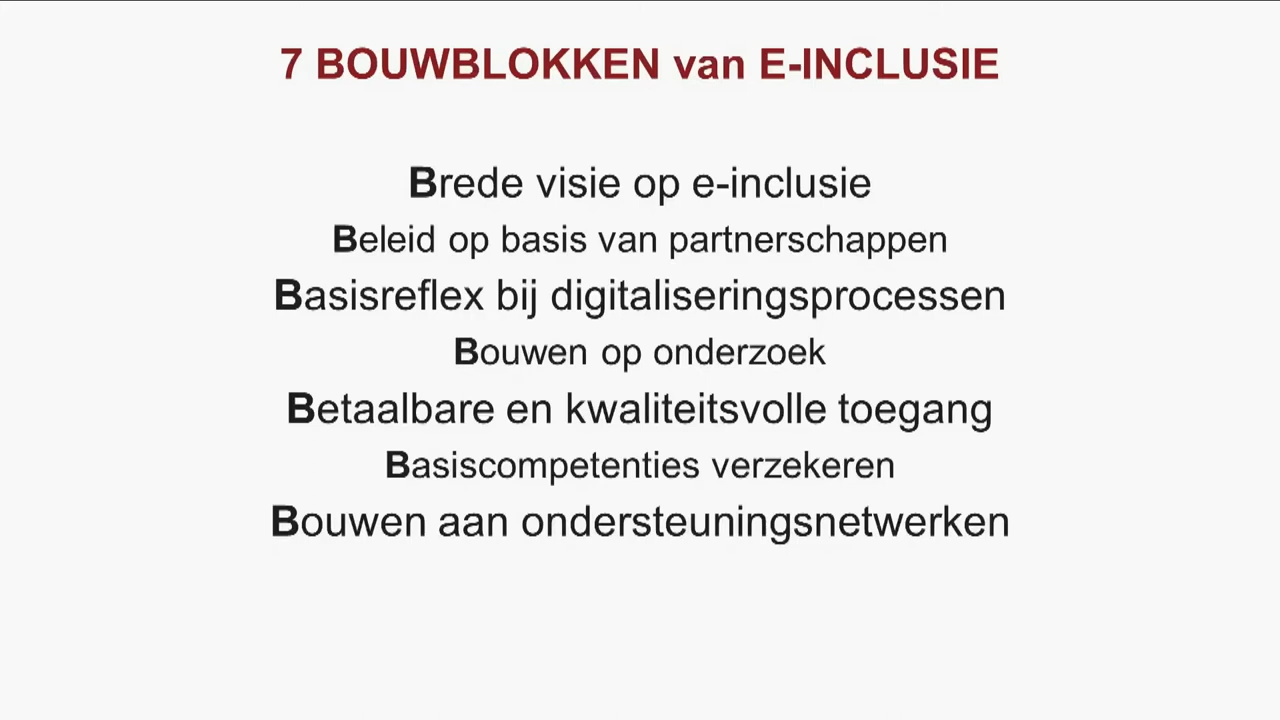 7 BOUWBLOKKEN van E-INCLUSIE
Brede visie op e-inclusie
Beleid op basis van partnerschappen
Basisreflex bij digitaliseringsprocessen
Bouwen op onderzoek
Betaalbare en kwaliteitsvolle toegang
Basiscompetenties verzekeren
Bouwen aan ondersteuningsnetwerken